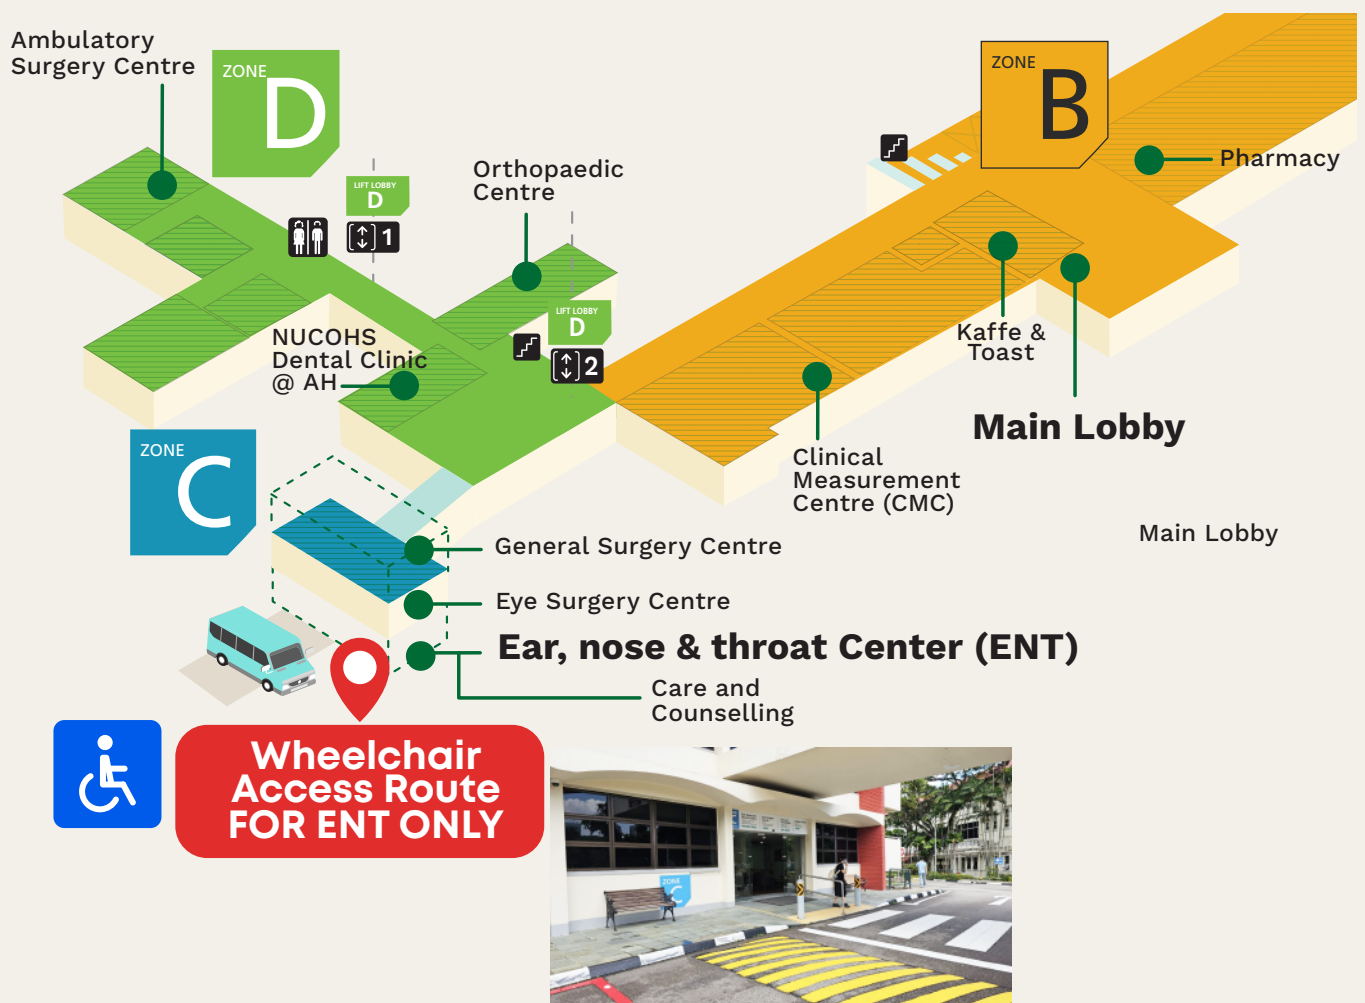 Ambulatory
Surgery Centre
ZONE
D
LIFT LOBBY
D
1
Orthopaedic
Centre
ZONE
B
Pharmacy
LIFT LOBBY
D
2
NUCOHS
Dental Clinic
@ AH
Kaffe &
Toast
Main Lobby
ZONE
C
Clinical
Measurement
Centre (CMC)
Main Lobby
General Surgery Centre
Eye Surgery Centre
Ear, nose & throat Center (ENT)
Care and
Counselling
Wheelchair
Access Route
FOR ENT ONLY
ZONE
C